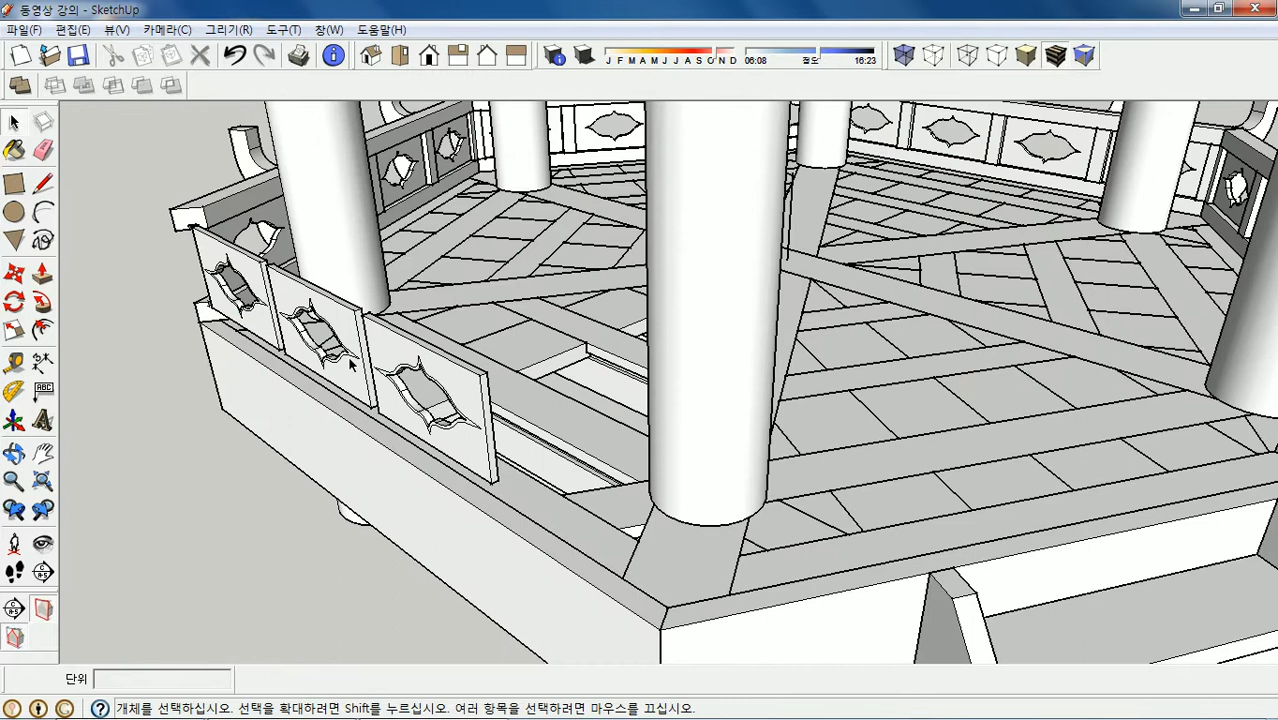 동영상 강의 - SketchUp
파일(F) 편집(E) 뷰(V) 카메라(C) 그리기(R) 도구(T) 창(W) 도움말(H)
J F M A M J J A S O N D 06:08 정오 16:23
ABC
단위
개체를 선택하십시오. 선택을 확대하려면 Shift를 누르십시오. 여러 항목을 선택하려면 마우스를 끄십시오.